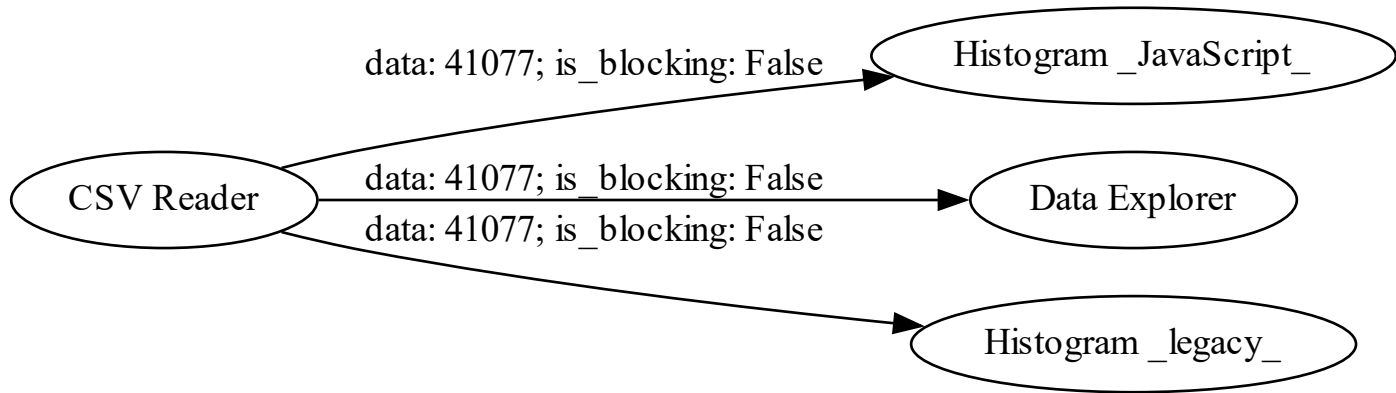 data: 41077; is_blocking: False
Histogram _JavaScript_
CSV Reader
data: 41077; is_blocking: False
Data Explorer
data: 41077; is_blocking: False
Histogram _legacy_